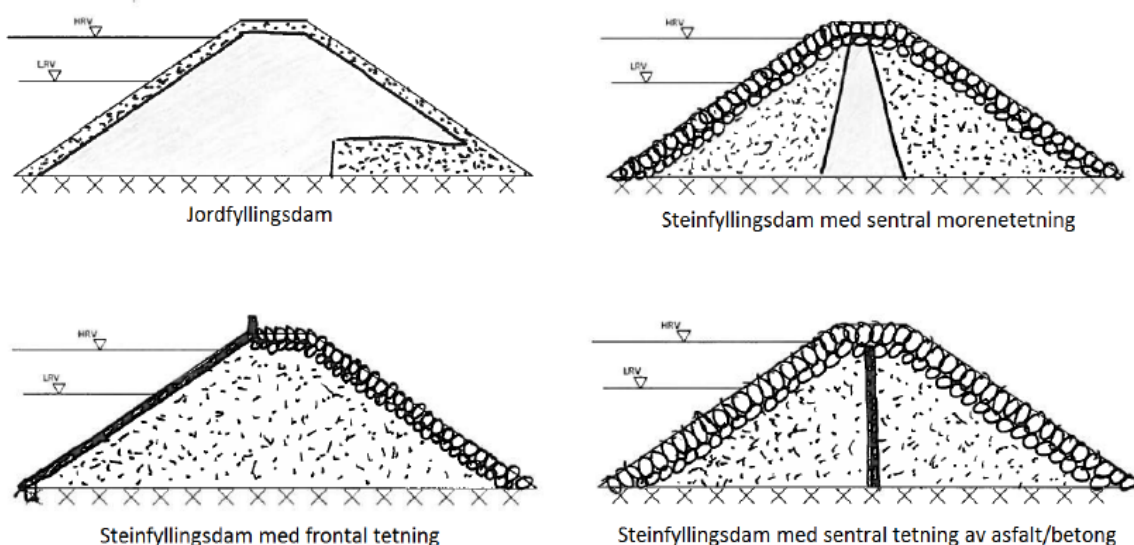 HRV
LRV
Jordfyllingsdam
HRV
LRV
Steinfyllingsdam med sentral morenetetning
HRV
LRV
Steinfyllingsdam med frontal tetning
HRV
LRV
Steinfyllingsdam med sentral tetning av asfalt/betong